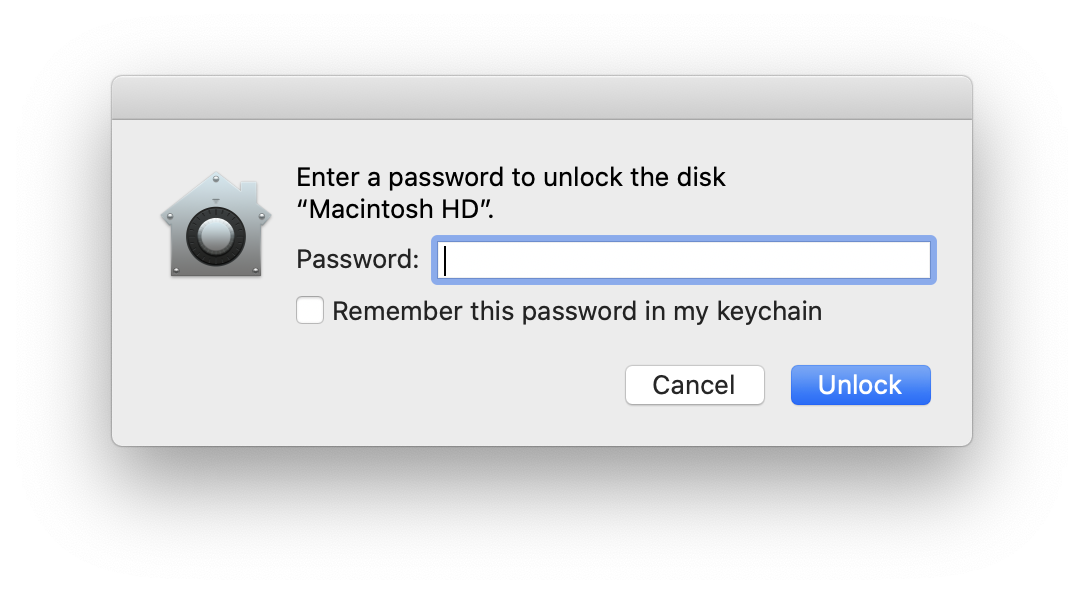 Enter a password to unlock the disk
“Macintosh HD”.
Password:
Remember this password in my keychain
Cancel Unlock